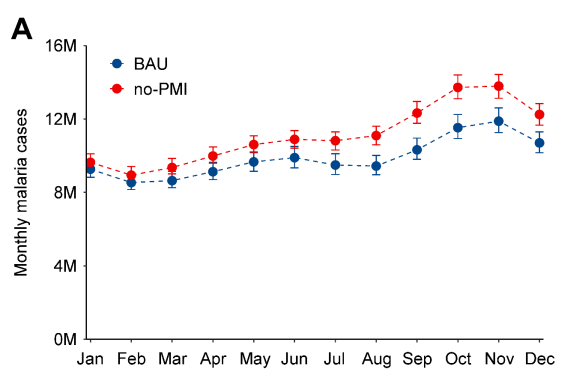 A
16M
12M
8M
4M
0M
Monthly malaria cases
BAU
no-PMI
Jan Feb Mar Apr May Jun Jul Aug Sep Oct Nov Dec